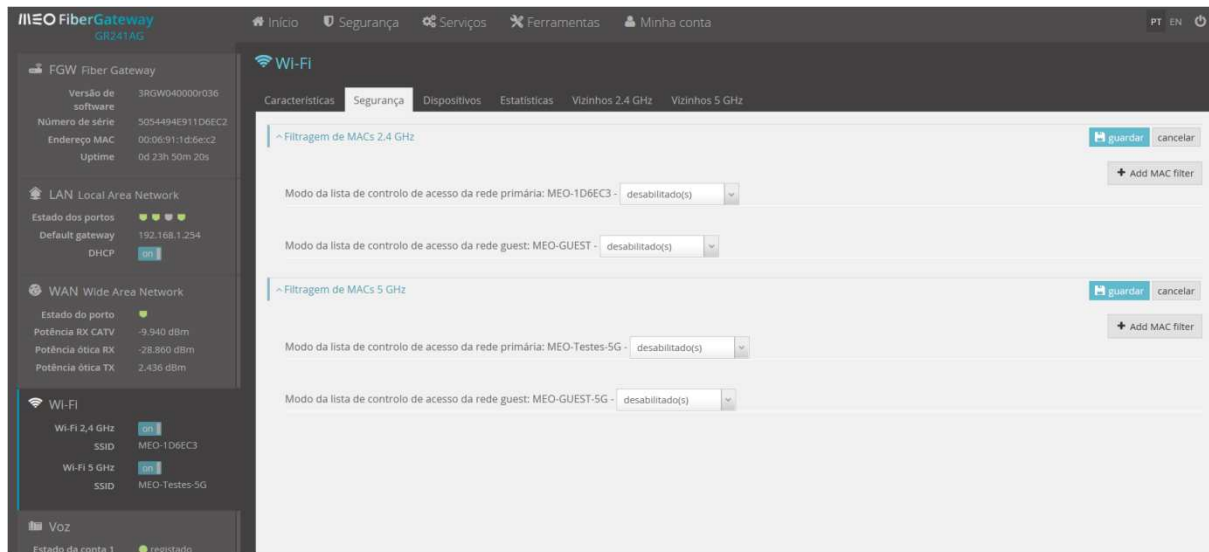 MEO FiberGateway
GR241AG
Início Segurança Serviços Ferramentas Minha conta PT EN
FGW Fiber Gateway
Versão de software 3RGW040000r036
Número de série 5054494E911D6EC2
Endereço MAC 00:06:91:1d:6e:c2
Uptime 0d 23h 50m 20s
LAN Local Area Network
Estado dos portos
Default gateway 192.168.1.254
DHCP on
WAN Wide Area Network
Estado do porto
Potência RX CATV -9.940 dBm
Potência ótica RX -28.860 dBm
Potência ótica TX 2.436 dBm
Wi-Fi
Wi-Fi 2,4 GHz on
SSID MEO-1D6EC3
Wi-Fi 5 GHz on
SSID MEO-Testes-5G
Voz
Estado da conta 1 registado
Wi-Fi
Características Segurança Dispositivos Estatísticas Vizinhos 2.4 GHz Vizinhos 5 GHz
Filtragem de MACs 2.4 GHz guardar cancelar
+ Add MAC filter
Modo da lista de controlo de acesso da rede primária: MEO-1D6EC3 - desabilitado(s)
Modo da lista de controlo de acesso da rede guest: MEO-GUEST - desabilitado(s)
Filtragem de MACs 5 GHz guardar cancelar
+ Add MAC filter
Modo da lista de controlo de acesso da rede primária: MEO-Testes-5G - desabilitado(s)
Modo da lista de controlo de acesso da rede guest: MEO-GUEST-5G - desabilitado(s)